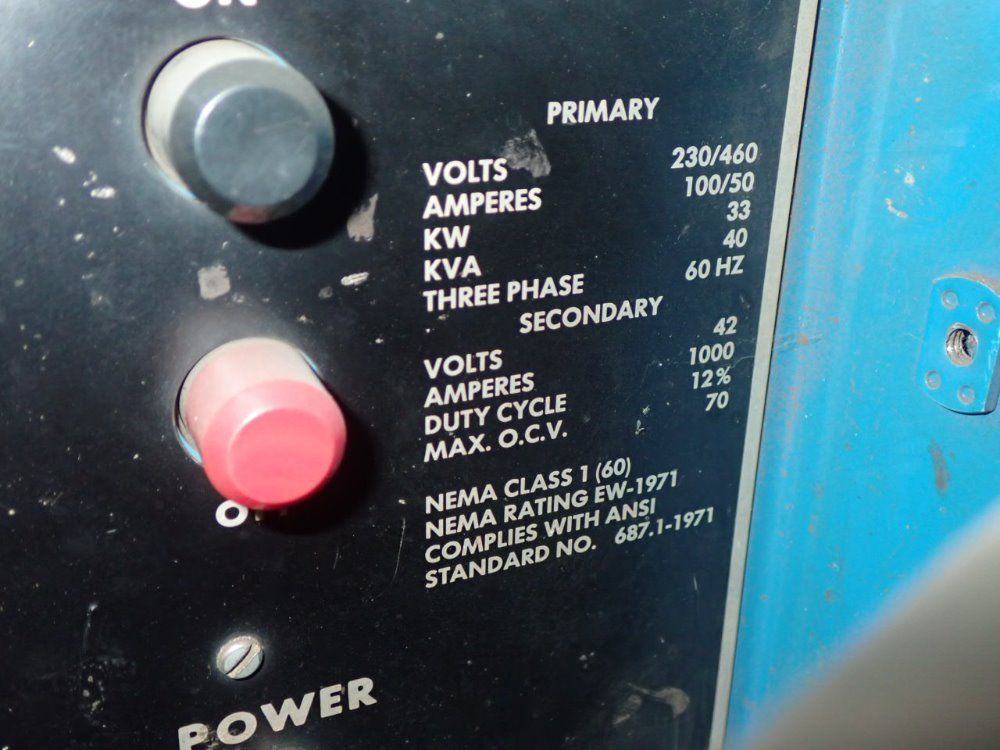 ON
PRIMARY
VOLTS 230/460
AMPERES 100/50
KW 33
KVA 40
THREE PHASE 60 HZ
SECONDARY
VOLTS 42
AMPERES 1000
DUTY CYCLE 12%
MAX. O.C.V. 70
NEMA CLASS 1 (60)
NEMA RATING EW-1971
COMPLIES WITH ANSI
STANDARD NO. 687.1-1971
OFF
POWER